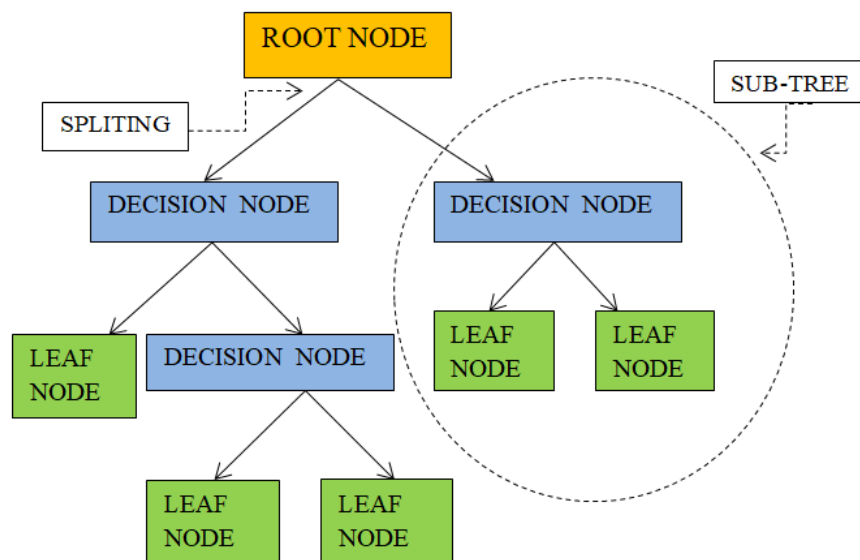 ROOT NODE
SUB-TREE
SPLITING
DECISION NODE
DECISION NODE
LEAF
NODE
LEAF
NODE
LEAF
NODE
DECISION NODE
LEAF
NODE
LEAF
NODE